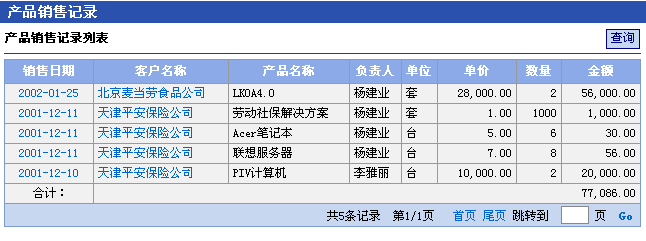 产品销售记录
产品销售记录列表 查询
销售日期 客户名称 产品名称 负责人 单位 单价 数量 金额
2002-01-25 北京麦当劳食品公司 LKOA4.0 杨建业 套 28,000.00 2 56,000.00
2001-12-11 天津平安保险公司 劳动社保解决方案 杨建业 套 1.00 1000 1,000.00
2001-12-11 天津平安保险公司 Acer笔记本 杨建业 台 5.00 6 30.00
2001-12-11 天津平安保险公司 联想服务器 杨建业 台 7.00 8 56.00
2001-12-10 天津平安保险公司 PIV计算机 李雅丽 台 10,000.00 2 20,000.00
合计： 77,086.00
共5条记录 第1/1页 首页 尾页 跳转到 页 Go